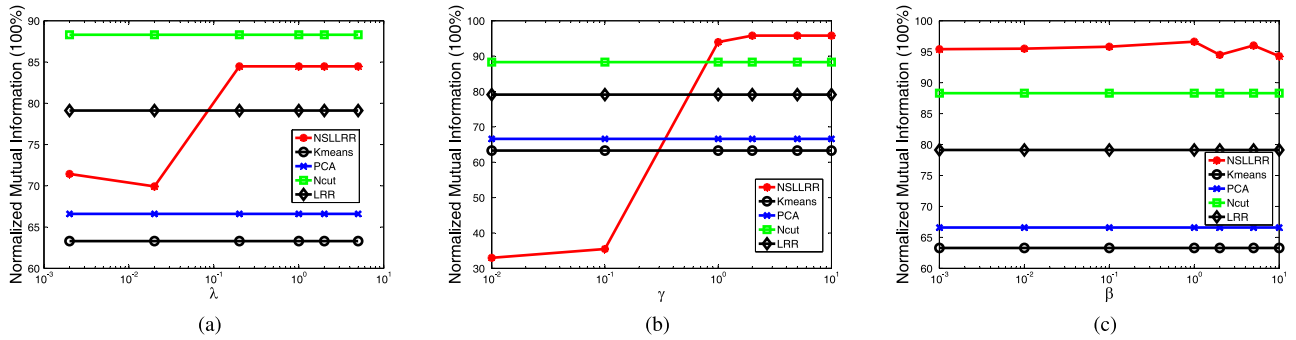 Normalized Mutual Information (100%)
90
85
80
75
70
65
60
10^-3
10^-2
10^-1
10^0
10^1
λ
NSLLRR
Kmeans
PCA
Ncut
LRR
(a)
Normalized Mutual Information (100%)
100
90
80
70
60
50
40
30
10^-2
10^-1
10^0
10^1
γ
NSLLRR
Kmeans
PCA
Ncut
LRR
(b)
Normalized Mutual Information (100%)
100
95
90
85
80
75
70
65
60
10^-3
10^-2
10^-1
10^0
10^1
β
NSLLRR
Kmeans
PCA
Ncut
LRR
(c)